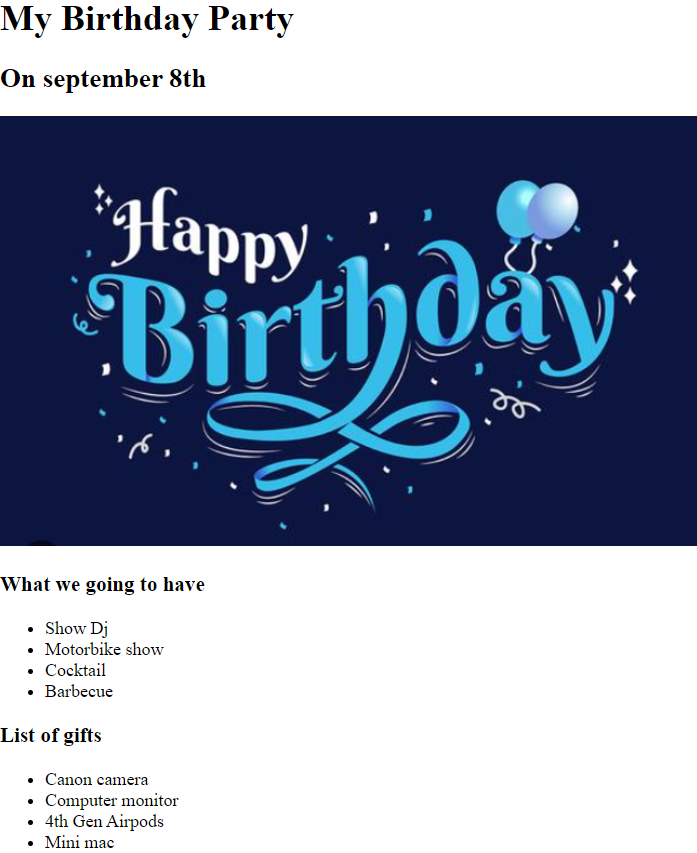 My Birthday Party
On september 8th
Happy
Birthday
What we going to have
Show Dj
Motorbike show
Cocktail
Barbecue
List of gifts
Canon camera
Computer monitor
4th Gen Airpods
Mini mac